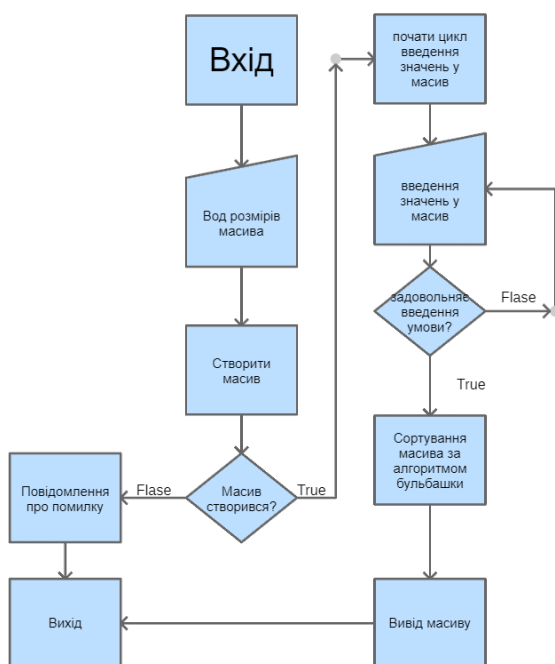 Вхід
Вод розмірів
масива
Створити
масив
Масив
створився?
Flase
True
Повідомлення
про помилку
Вихід
почати цикл
введення
значень у
масив
введення
значень у
масив
задовольняє
введення
умови?
Flase
True
Сортування
масива за
алгоритмом
бульбашки
Вивід масиву